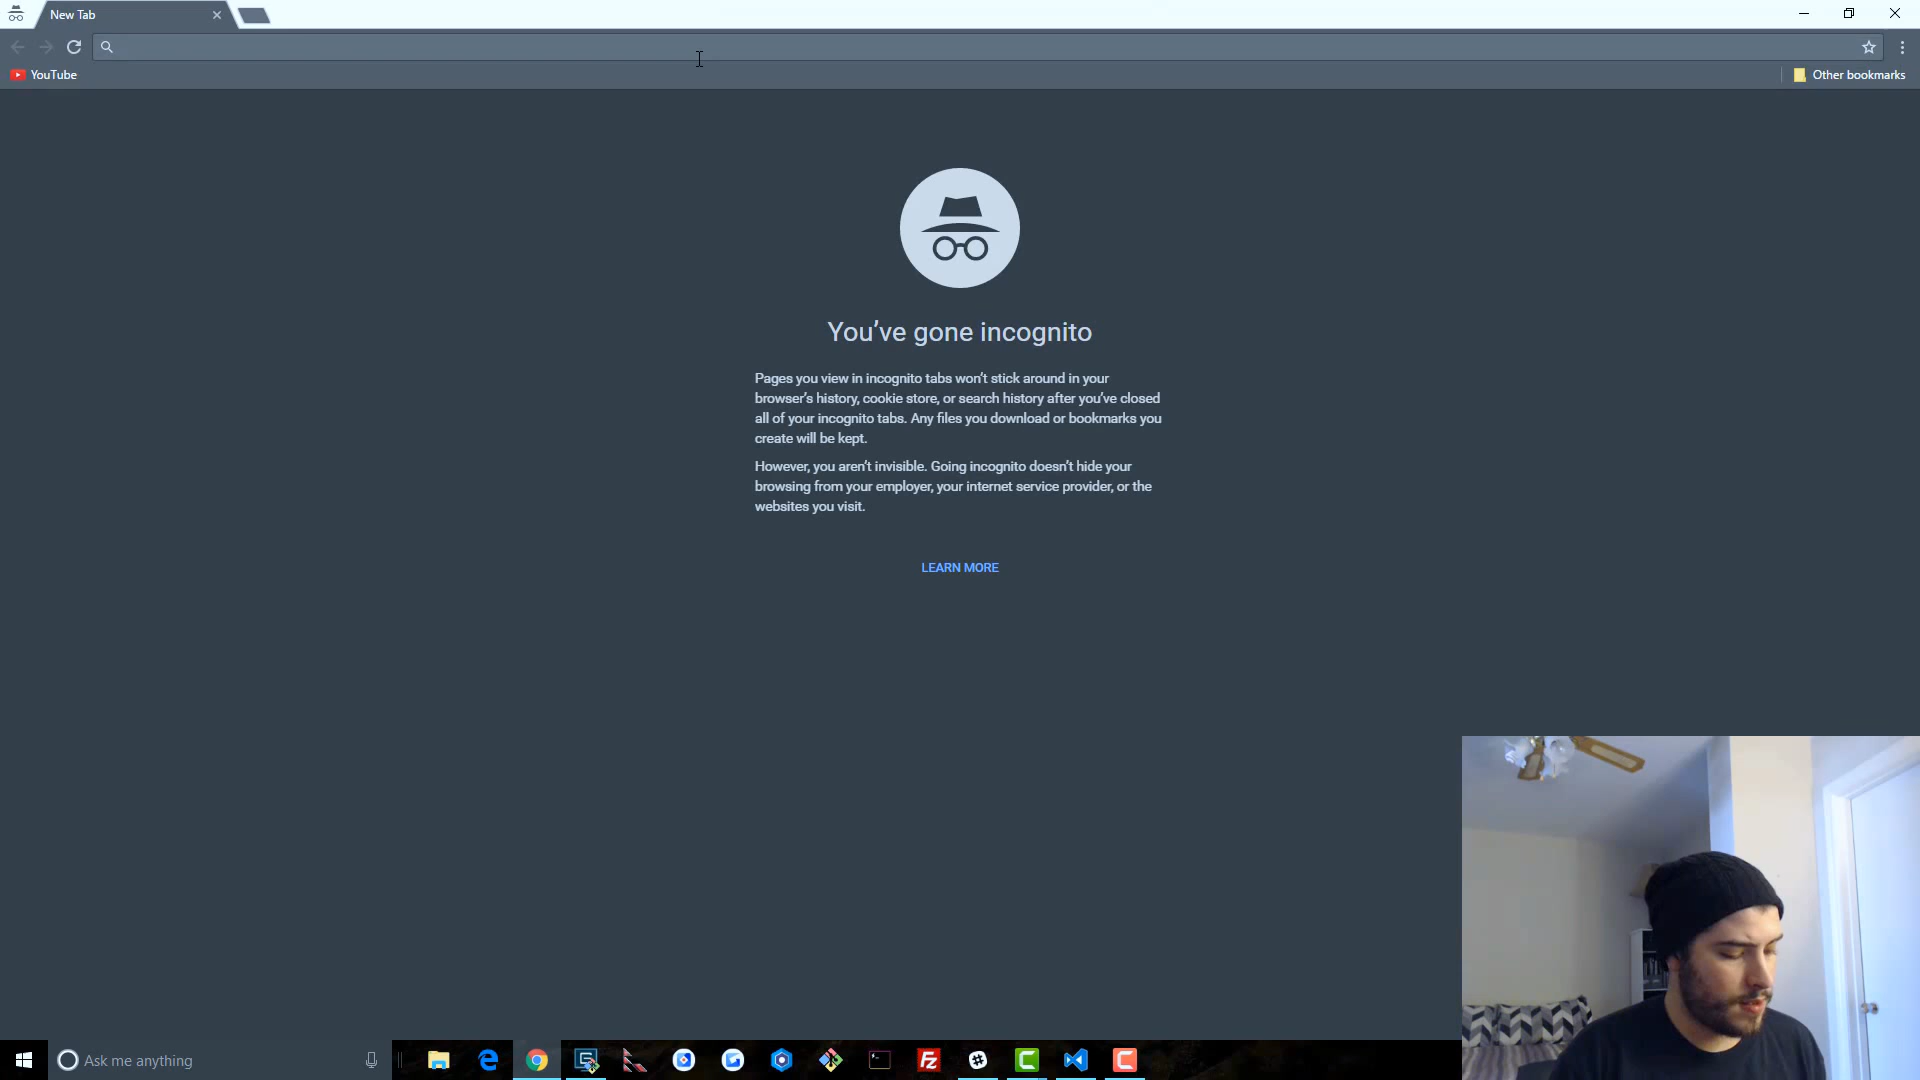 New Tab
YouTube
Other bookmarks
You've gone incognito
Pages you view in incognito tabs won't stick around in your
browser's history, cookie store, or search history after you've closed
all of your incognito tabs. Any files you download or bookmarks you
create will be kept.
However, you aren't invisible. Going incognito doesn't hide your
browsing from your employer, your internet service provider, or the
websites you visit.
LEARN MORE
Ask me anything